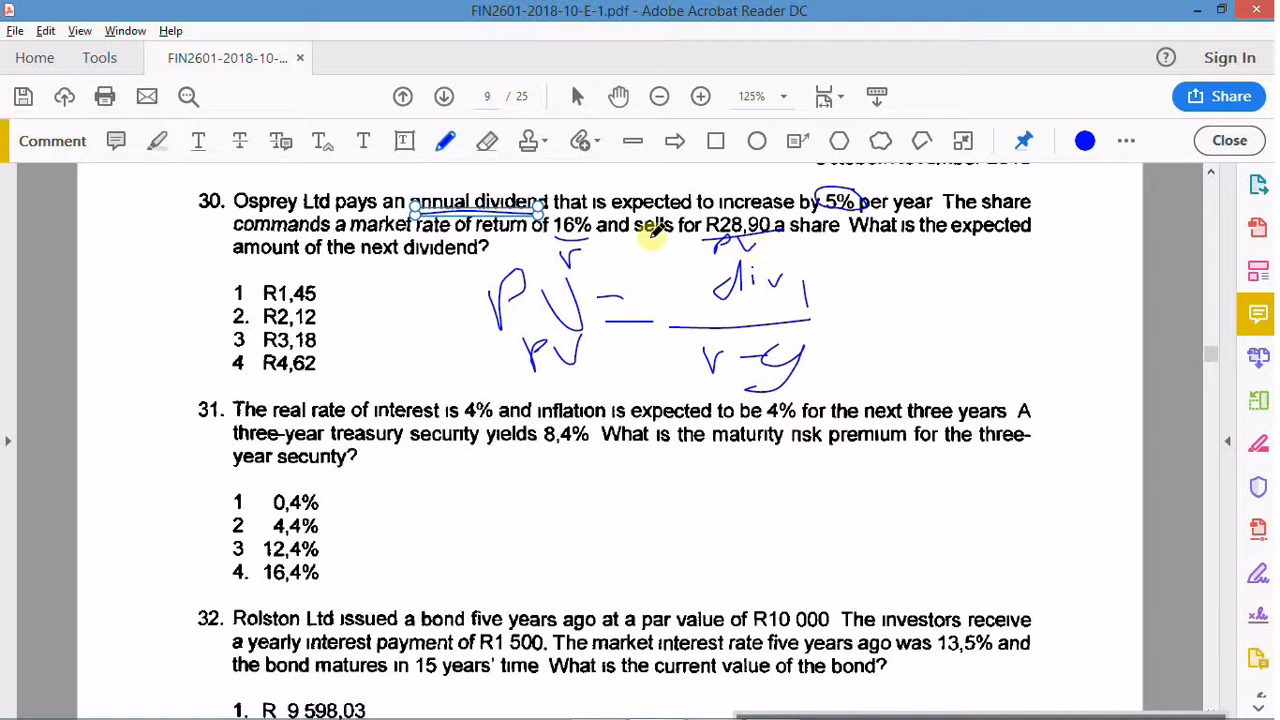 FIN2601-2018-10-E-1.pdf - Adobe Acrobat Reader DC
File Edit View Window Help
Home Tools FIN2601-2018-10-... × Sign In
9 / 25 125% Share
Comment Close
30. Osprey Ltd pays an annual dividend that is expected to increase by 5% per year The share
commands a market rate of return of 16% and sells for R28,90 a share What is the expected
amount of the next dividend?
r PV
PV = div 1
PV r - g
1 R1,45
2. R2,12
3 R3,18
4 R4,62
31. The real rate of interest is 4% and inflation is expected to be 4% for the next three years A
three-year treasury security yields 8,4% What is the maturity risk premium for the three-
year security?
1 0,4%
2 4,4%
3 12,4%
4. 16,4%
32. Rolston Ltd issued a bond five years ago at a par value of R10 000 The investors receive
a yearly interest payment of R1 500. The market interest rate five years ago was 13,5% and
the bond matures in 15 years' time What is the current value of the bond?
1. R 9 598,03